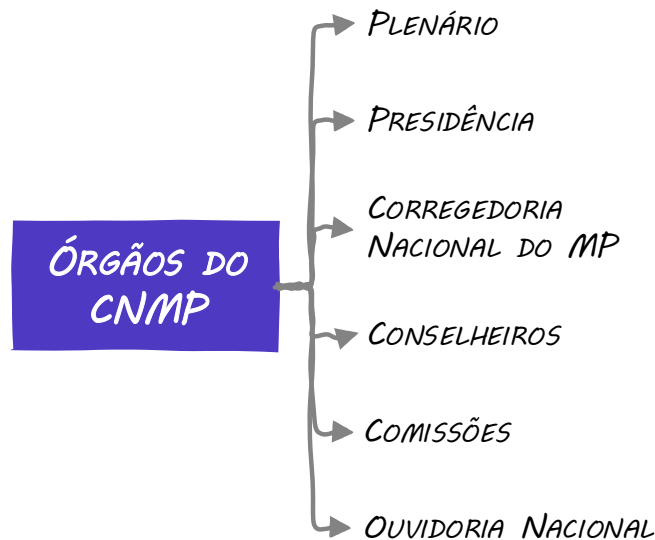 Órgãos do
CNMP
Plenário
Presidência
Corregedoria
Nacional do MP
Conselheiros
Comissões
Ouvidoria Nacional